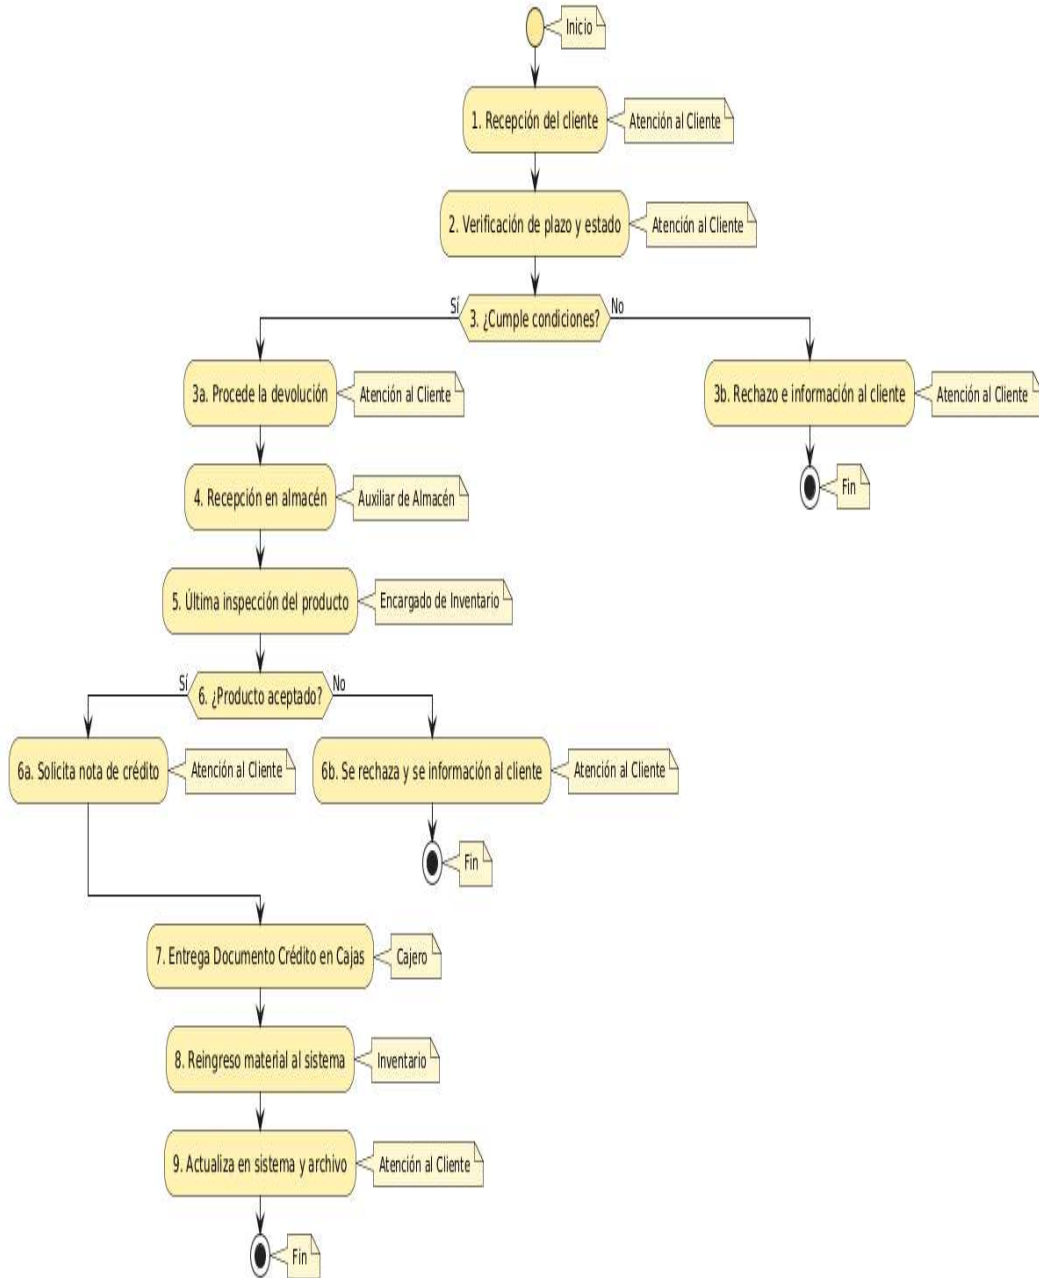 Inicio
1. Recepción del cliente
Atención al Cliente
2. Verificación de plazo y estado
Atención al Cliente
Sí
3. ¿Cumple condiciones?
No
3a. Procede la devolución
Atención al Cliente
3b. Rechazo e información al cliente
Atención al Cliente
4. Recepción en almacén
Auxiliar de Almacén
Fin
5. Última inspección del producto
Encargado de Inventario
Sí
6. ¿Producto aceptado?
No
6a. Solicita nota de crédito
Atención al Cliente
6b. Se rechaza y se información al cliente
Atención al Cliente
Fin
7. Entrega Documento Crédito en Cajas
Cajero
8. Reingreso material al sistema
Inventario
9. Actualiza en sistema y archivo
Atención al Cliente
Fin